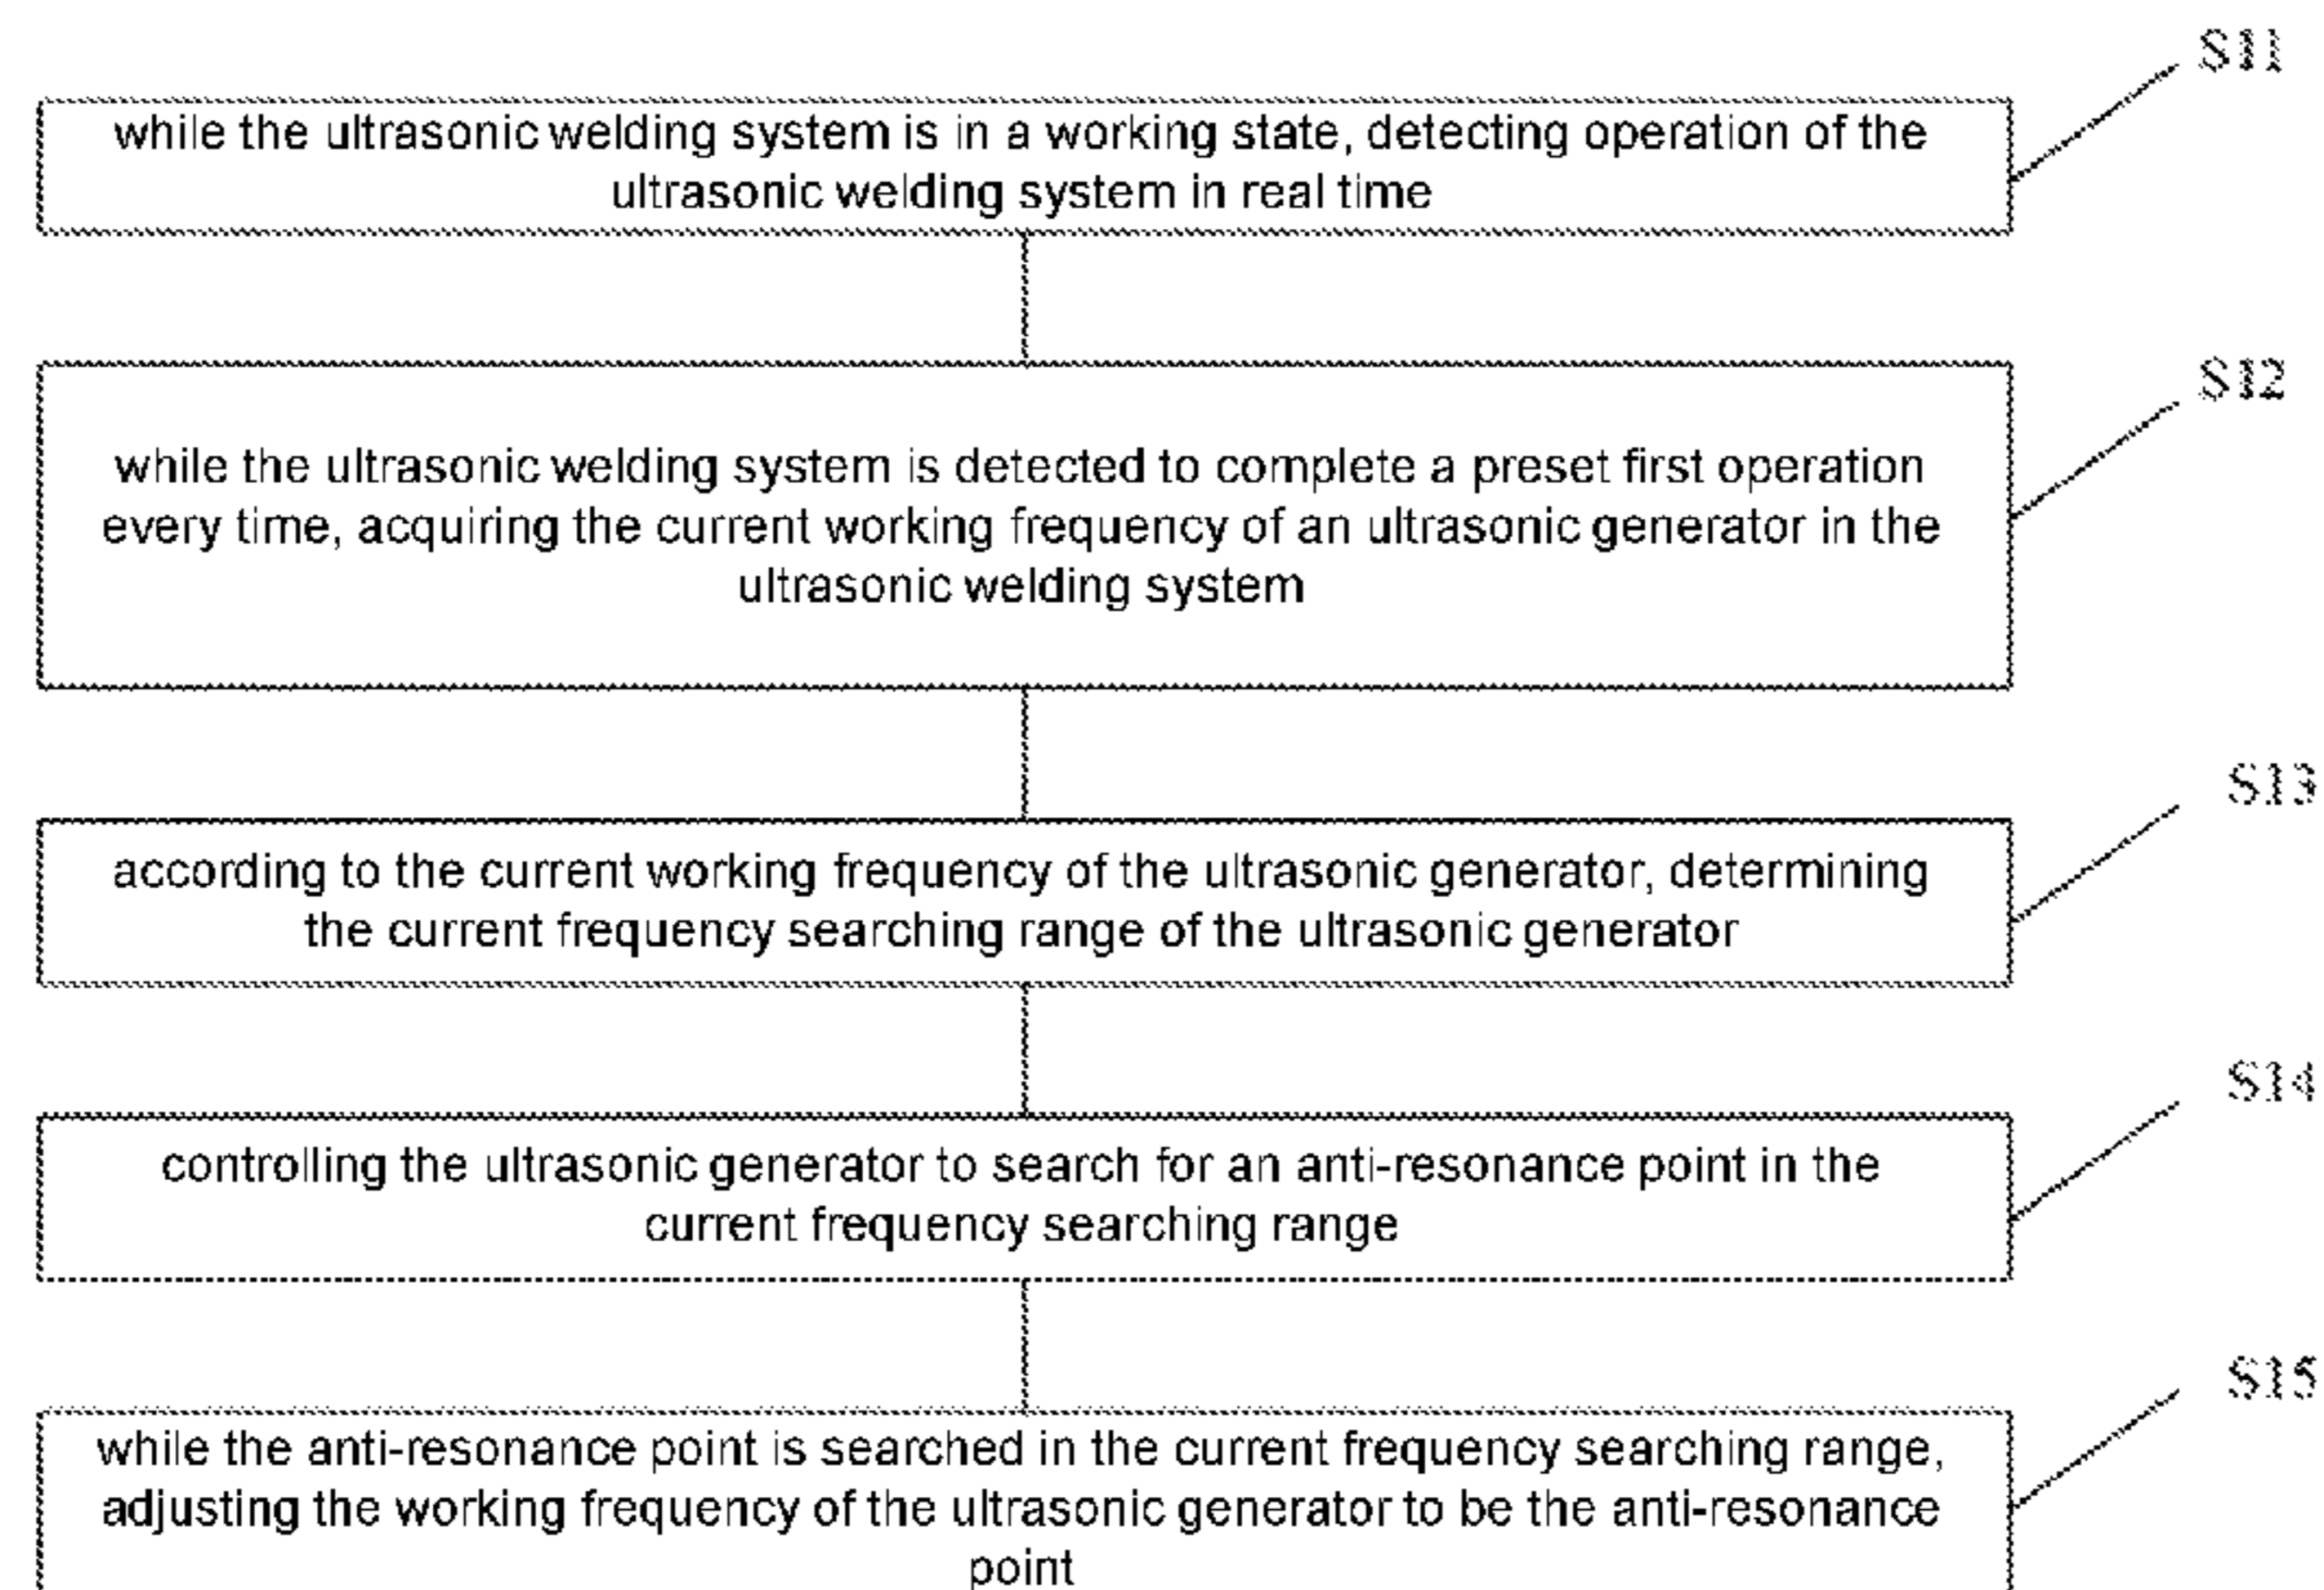 S11
while the ultrasonic welding system is in a working state, detecting operation of the
ultrasonic welding system in real time
S12
while the ultrasonic welding system is detected to complete a preset first operation
every time, acquiring the current working frequency of an ultrasonic generator in the
ultrasonic welding system
S13
according to the current working frequency of the ultrasonic generator, determining
the current frequency searching range of the ultrasonic generator
S14
controlling the ultrasonic generator to search for an anti-resonance point in the
current frequency searching range
S15
while the anti-resonance point is searched in the current frequency searching range,
adjusting the working frequency of the ultrasonic generator to be the anti-resonance
point